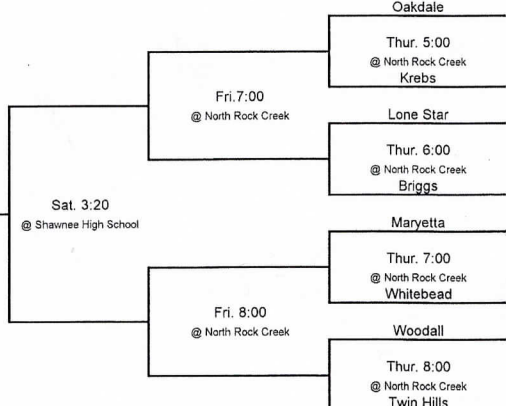 Oakdale
Thur. 5:00
@ North Rock Creek
Krebs
Fri.7:00
@ North Rock Creek
Lone Star
Thur. 6:00
@ North Rock Creek
Briggs
Sat. 3:20
@ Shawnee High School
Maryetta
Thur. 7:00
@ North Rock Creek
Whitebead
Fri. 8:00
@ North Rock Creek
Woodall
Thur. 8:00
@ North Rock Creek
Twin Hills